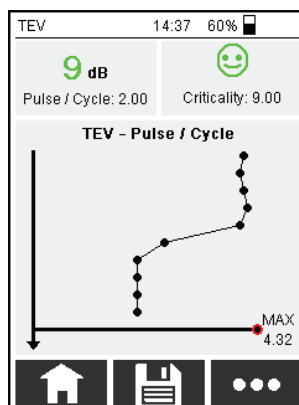 TEV 14:37 60%
9 dB
Pulse / Cycle: 2.00
Criticality: 9.00
TEV - Pulse / Cycle
MAX
4.32